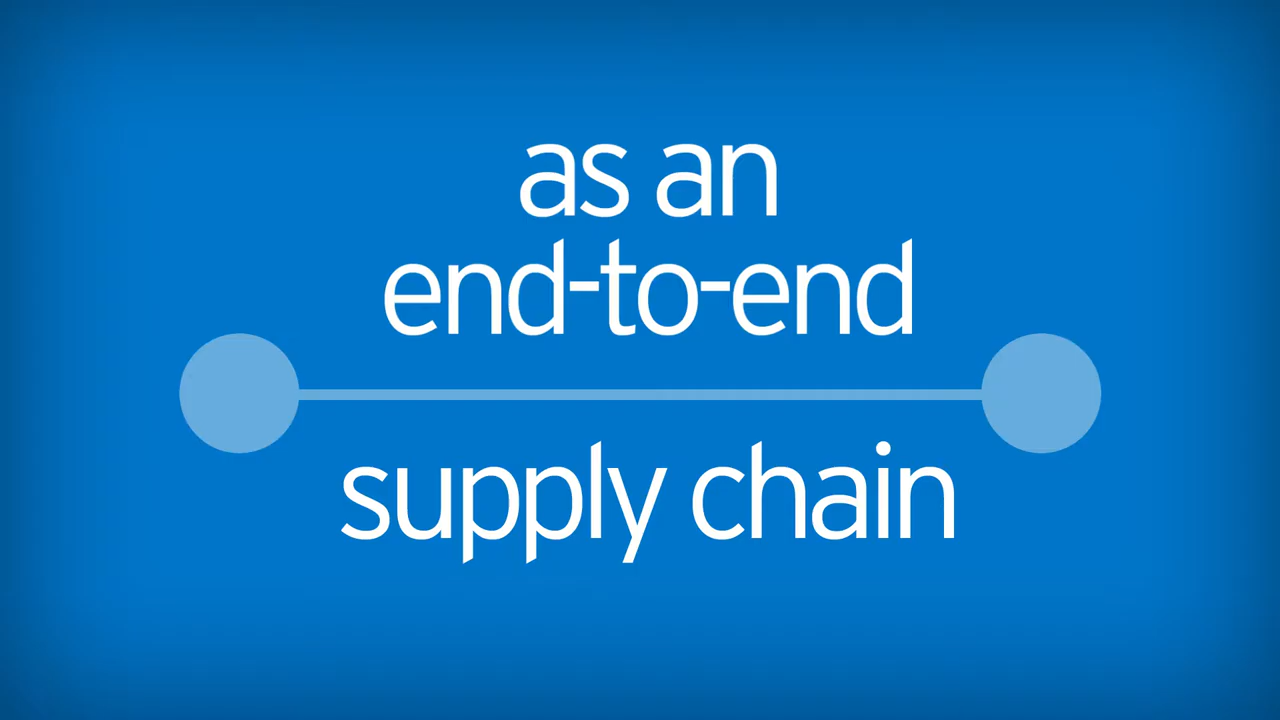 as an
end-to-end
supply chain